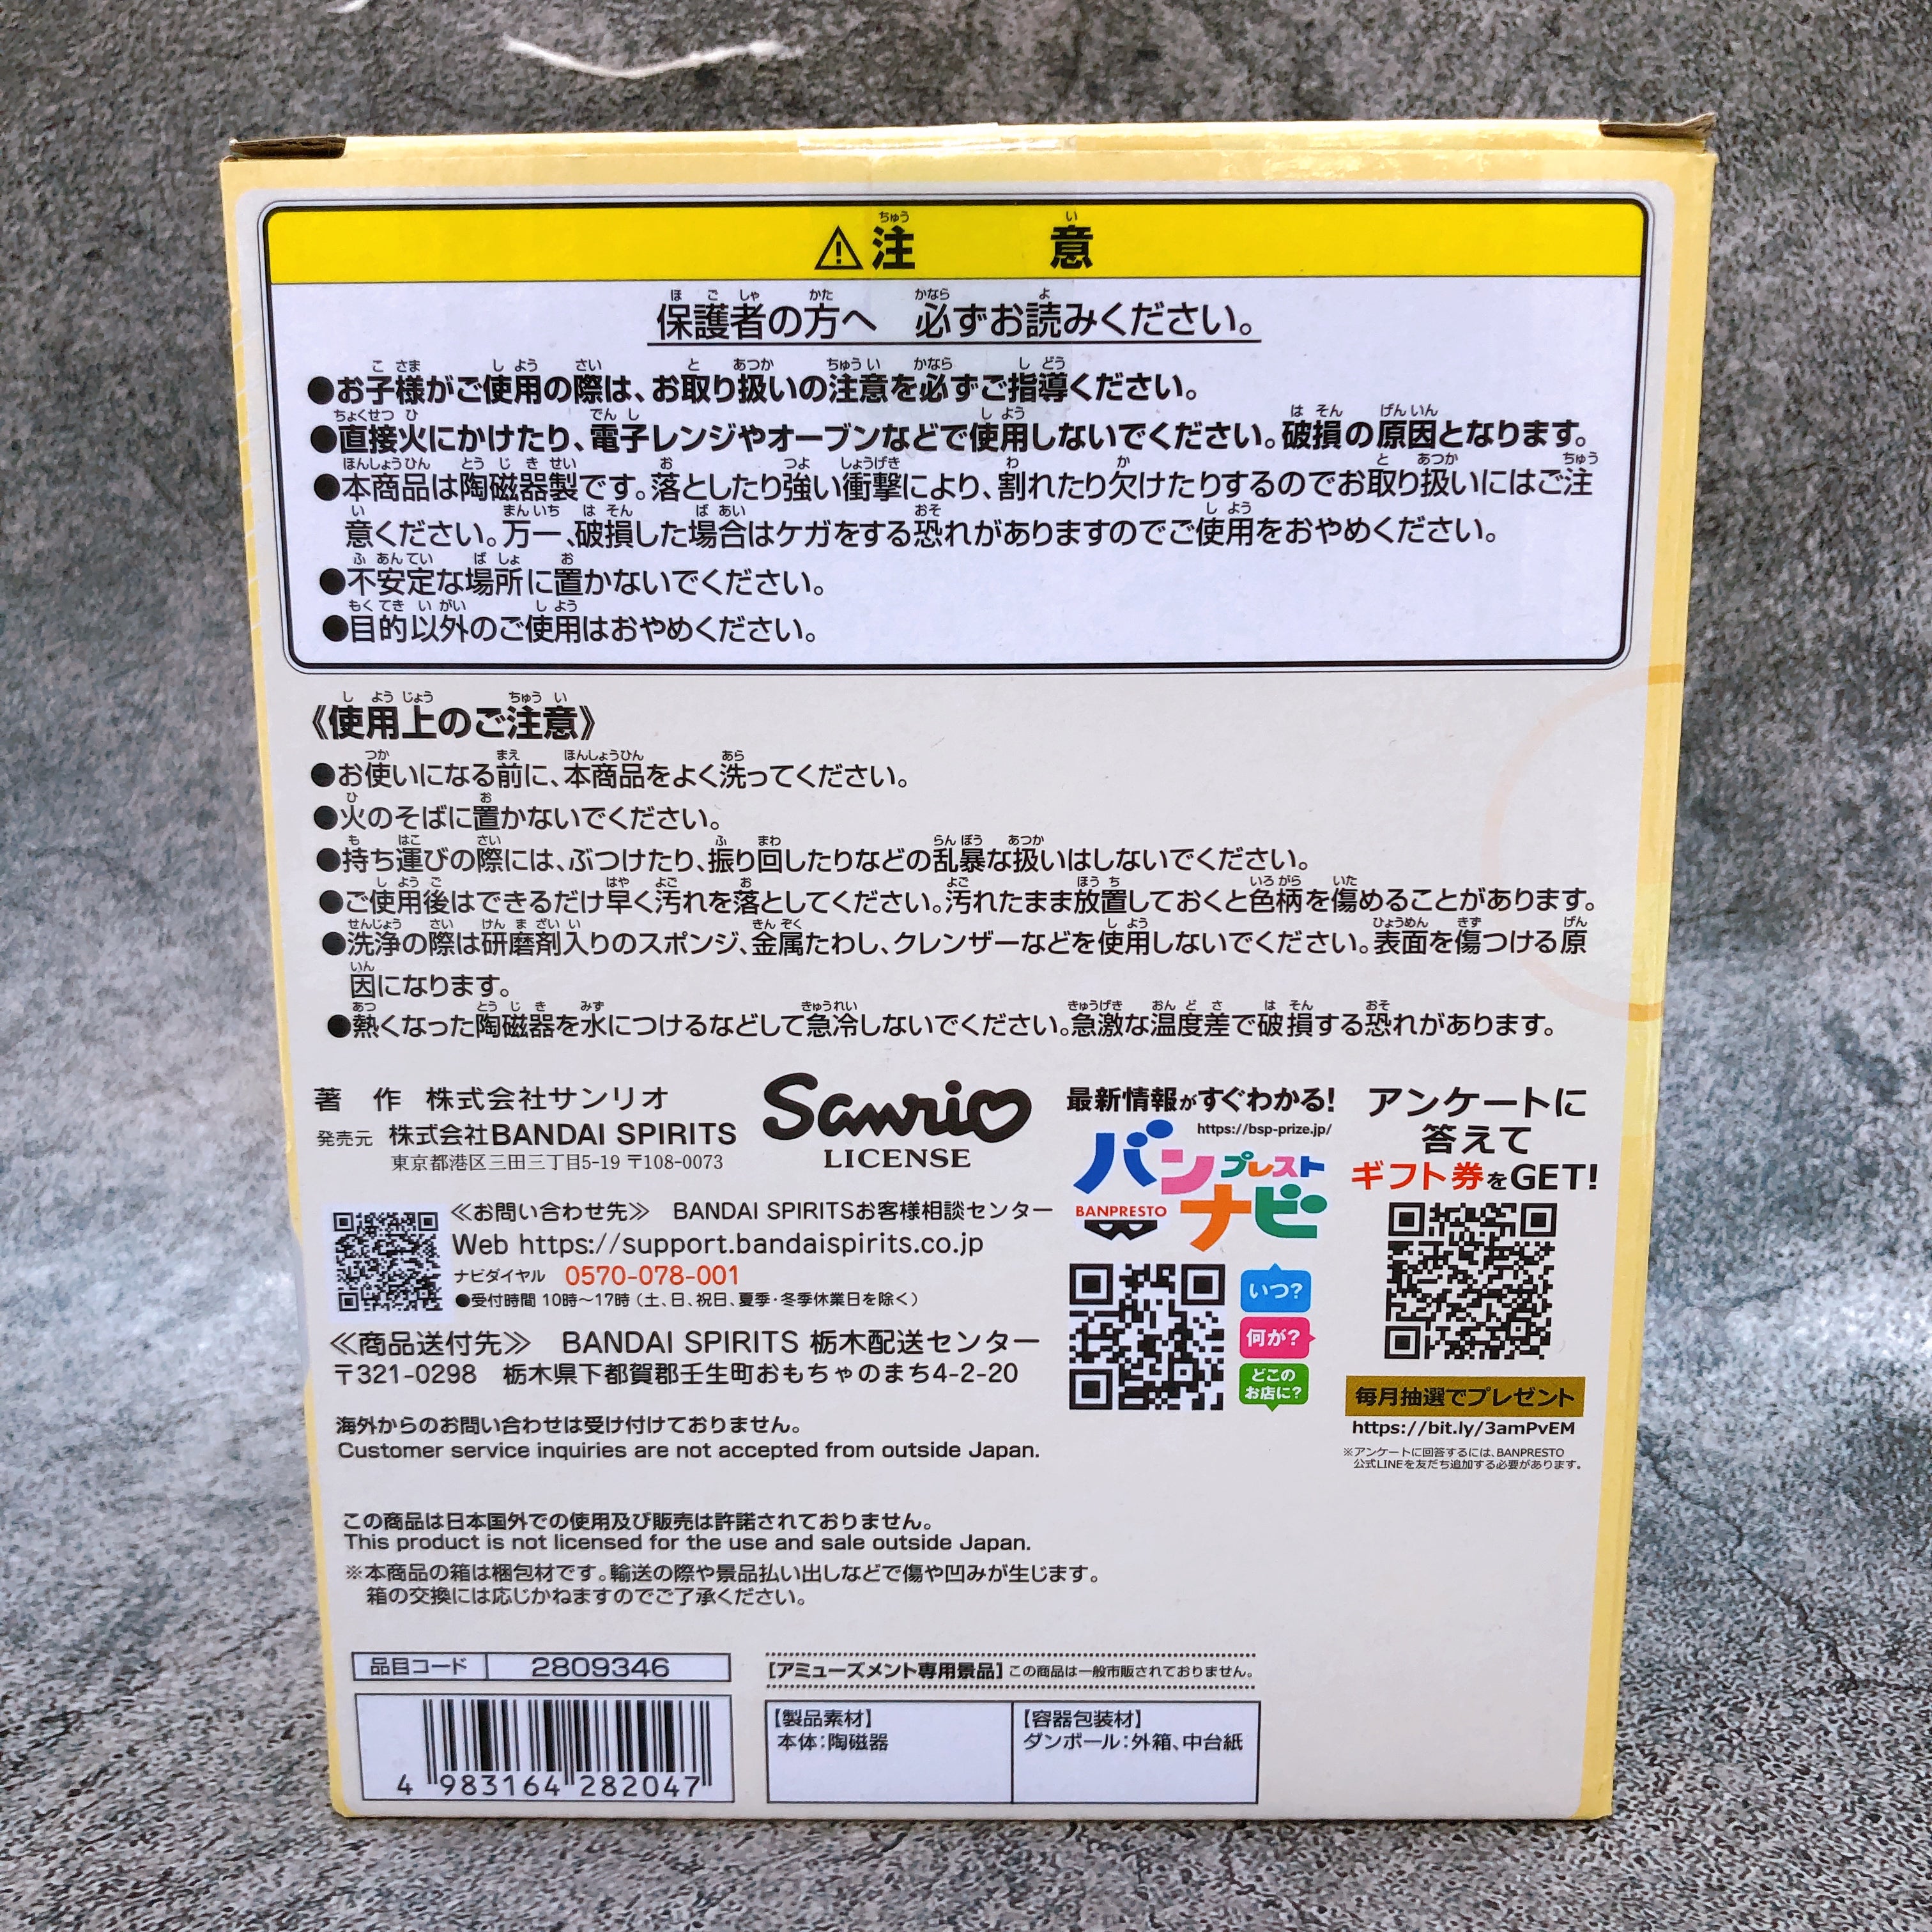 ⚠注 意
保護者の方へ 必ずお読みください。
●お子様がご使用の際は、お取り扱いの注意を必ずご指導ください。
●直接火にかけたり、電子レンジやオーブンなどで使用しないでください。破損の原因となります。
●本商品は陶磁器製です。落としたり強い衝撃により、割れたり欠けたりするのでお取り扱いにはご注
意ください。万一、破損した場合はケガをする恐れがありますのでご使用をおやめください。
●不安定な場所に置かないでください。
●目的以外のご使用はおやめください。
《使用上のご注意》
●お使いになる前に、本商品をよく洗ってください。
●火のそばに置かないでください。
●持ち運びの際には、ぶつけたり、振り回したりなどの乱暴な扱いはしないでください。
●ご使用後はできるだけ早く汚れを落としてください。汚れたまま放置しておくと色柄を傷めることがあります。
●洗浄の際は研磨剤入りのスポンジ、金属たわし、クレンザーなどを使用しないでください。表面を傷つける原
因になります。
●熱くなった陶磁器を水につけるなどして急冷しないでください。急激な温度差で破損する恐れがあります。
著 作 株式会社サンリオ
発売元 株式会社BANDAI SPIRITS
東京都港区三田三丁目5-19 〒108-0073
Sanrio
LICENSE
≪お問い合わせ先≫ BANDAI SPIRITSお客様相談センター
Web https://support.bandaispirits.co.jp
ナビダイヤル 0570-078-001
●受付時間 10時～17時（土、日、祝日、夏季・冬季休業日を除く）
≪商品送付先≫ BANDAI SPIRITS 栃木配送センター
〒321-0298 栃木県下都賀郡壬生町おもちゃのまち4-2-20
海外からのお問い合わせは受け付けておりません。
Customer service inquiries are not accepted from outside Japan.
最新情報がすぐわかる!
https://bsp-prize.jp/
バンプレスト
ナビ
BANPRESTO
いつ?
何が?
どこの
お店に?
アンケートに
答えて
ギフト券をGET!
毎月抽選でプレゼント
https://bit.ly/3amPvEM
※アンケートに回答するには、BANPRESTO
公式LINEを友だち追加する必要があります。
この商品は日本国外での使用及び販売は許諾されておりません。
This product is not licensed for the use and sale outside Japan.
※本商品の箱は梱包材です。輸送の際や景品払い出しなどで傷や凹みが生じます。
箱の交換には応じかねますのでご了承ください。
品目コード 2809346
4 983164 282047
[アミューズメント専用景品] この商品は一般市販されておりません。
【製品素材】
本体：陶磁器
【容器包装材】
ダンボール：外箱、中台紙